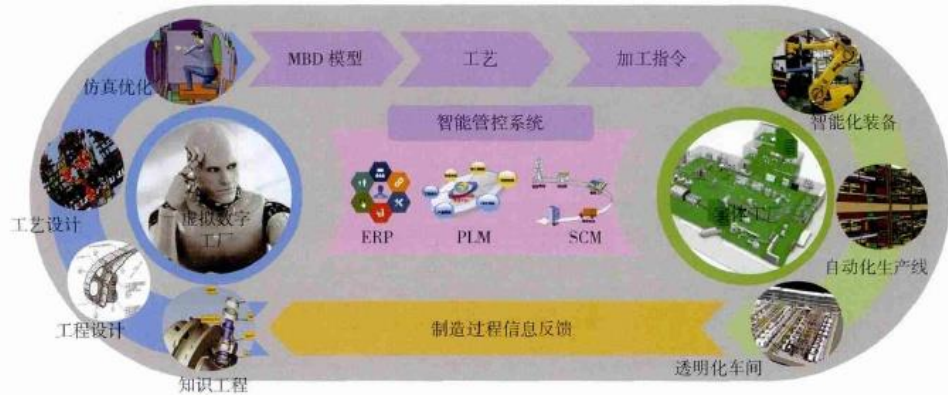 仿真优化
MBD 模型
工艺
加工指令
智能化装备
智能管控系统
工艺设计
虚拟数字
工厂
ERP
PLM
SCM
自动化生产线
工程设计
制造过程信息反馈
透明化车间
知识工程